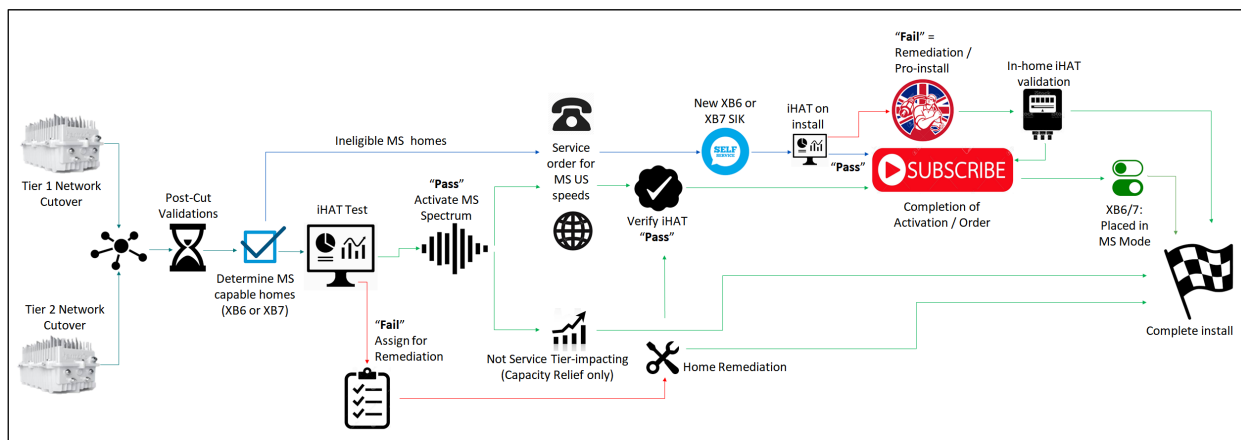 Tier 1 Network
Cutover
Tier 2 Network
Cutover
Post-Cut
Validations
Ineligible MS homes
Determine MS
capable homes
(XB6 or XB7)
iHAT Test
"Fail"
Assign for
Remediation
"Pass"
Activate MS
Spectrum
Service
order for
MS US
speeds
Not Service Tier-impacting
(Capacity Relief only)
Verify iHAT
"Pass"
Home Remediation
New XB6 or
XB7 SIK
SELF
SERVICE
iHAT on
install
"Pass"
"Fail" =
Remediation /
Pro-install
In-home iHAT
validation
SUBSCRIBE
Completion of
Activation / Order
XB6/7:
Placed in
MS Mode
Complete install